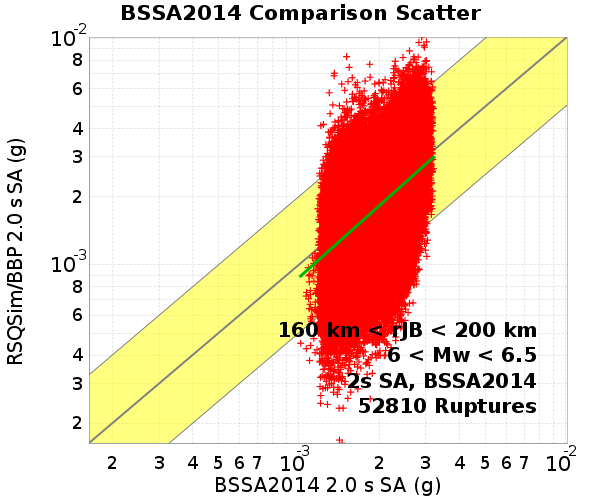 BSSA2014 Comparison Scatter
RSQSim/BBP 2.0 s SA (g)
10-2
8
6
4
3
2
10-3
8
6
4
3
2
160 km < rJB < 200 km
6 < Mw < 6.5
2s SA, BSSA2014
52810 Ruptures
2 3 4 5 6 7 10-3 2 3 4 5 6 7 10-2
BSSA2014 2.0 s SA (g)